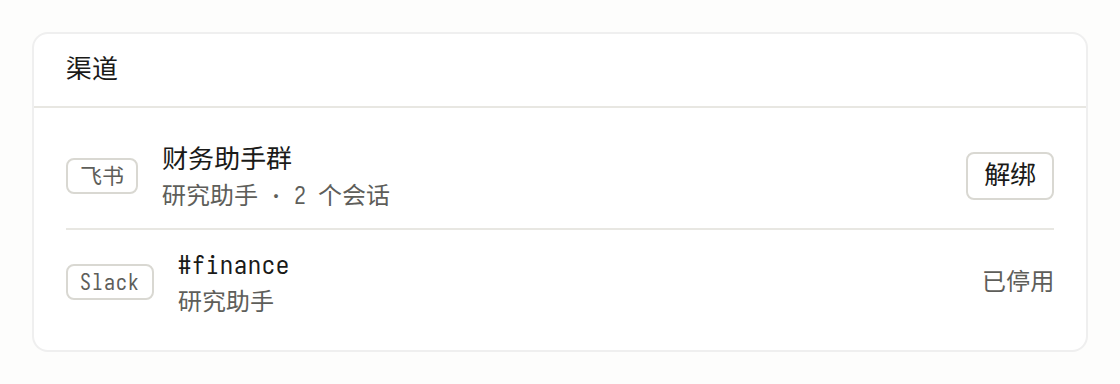 渠道
飞书
财务助手群
研究助手 · 2 个会话
解绑
Slack
#finance
研究助手
已停用